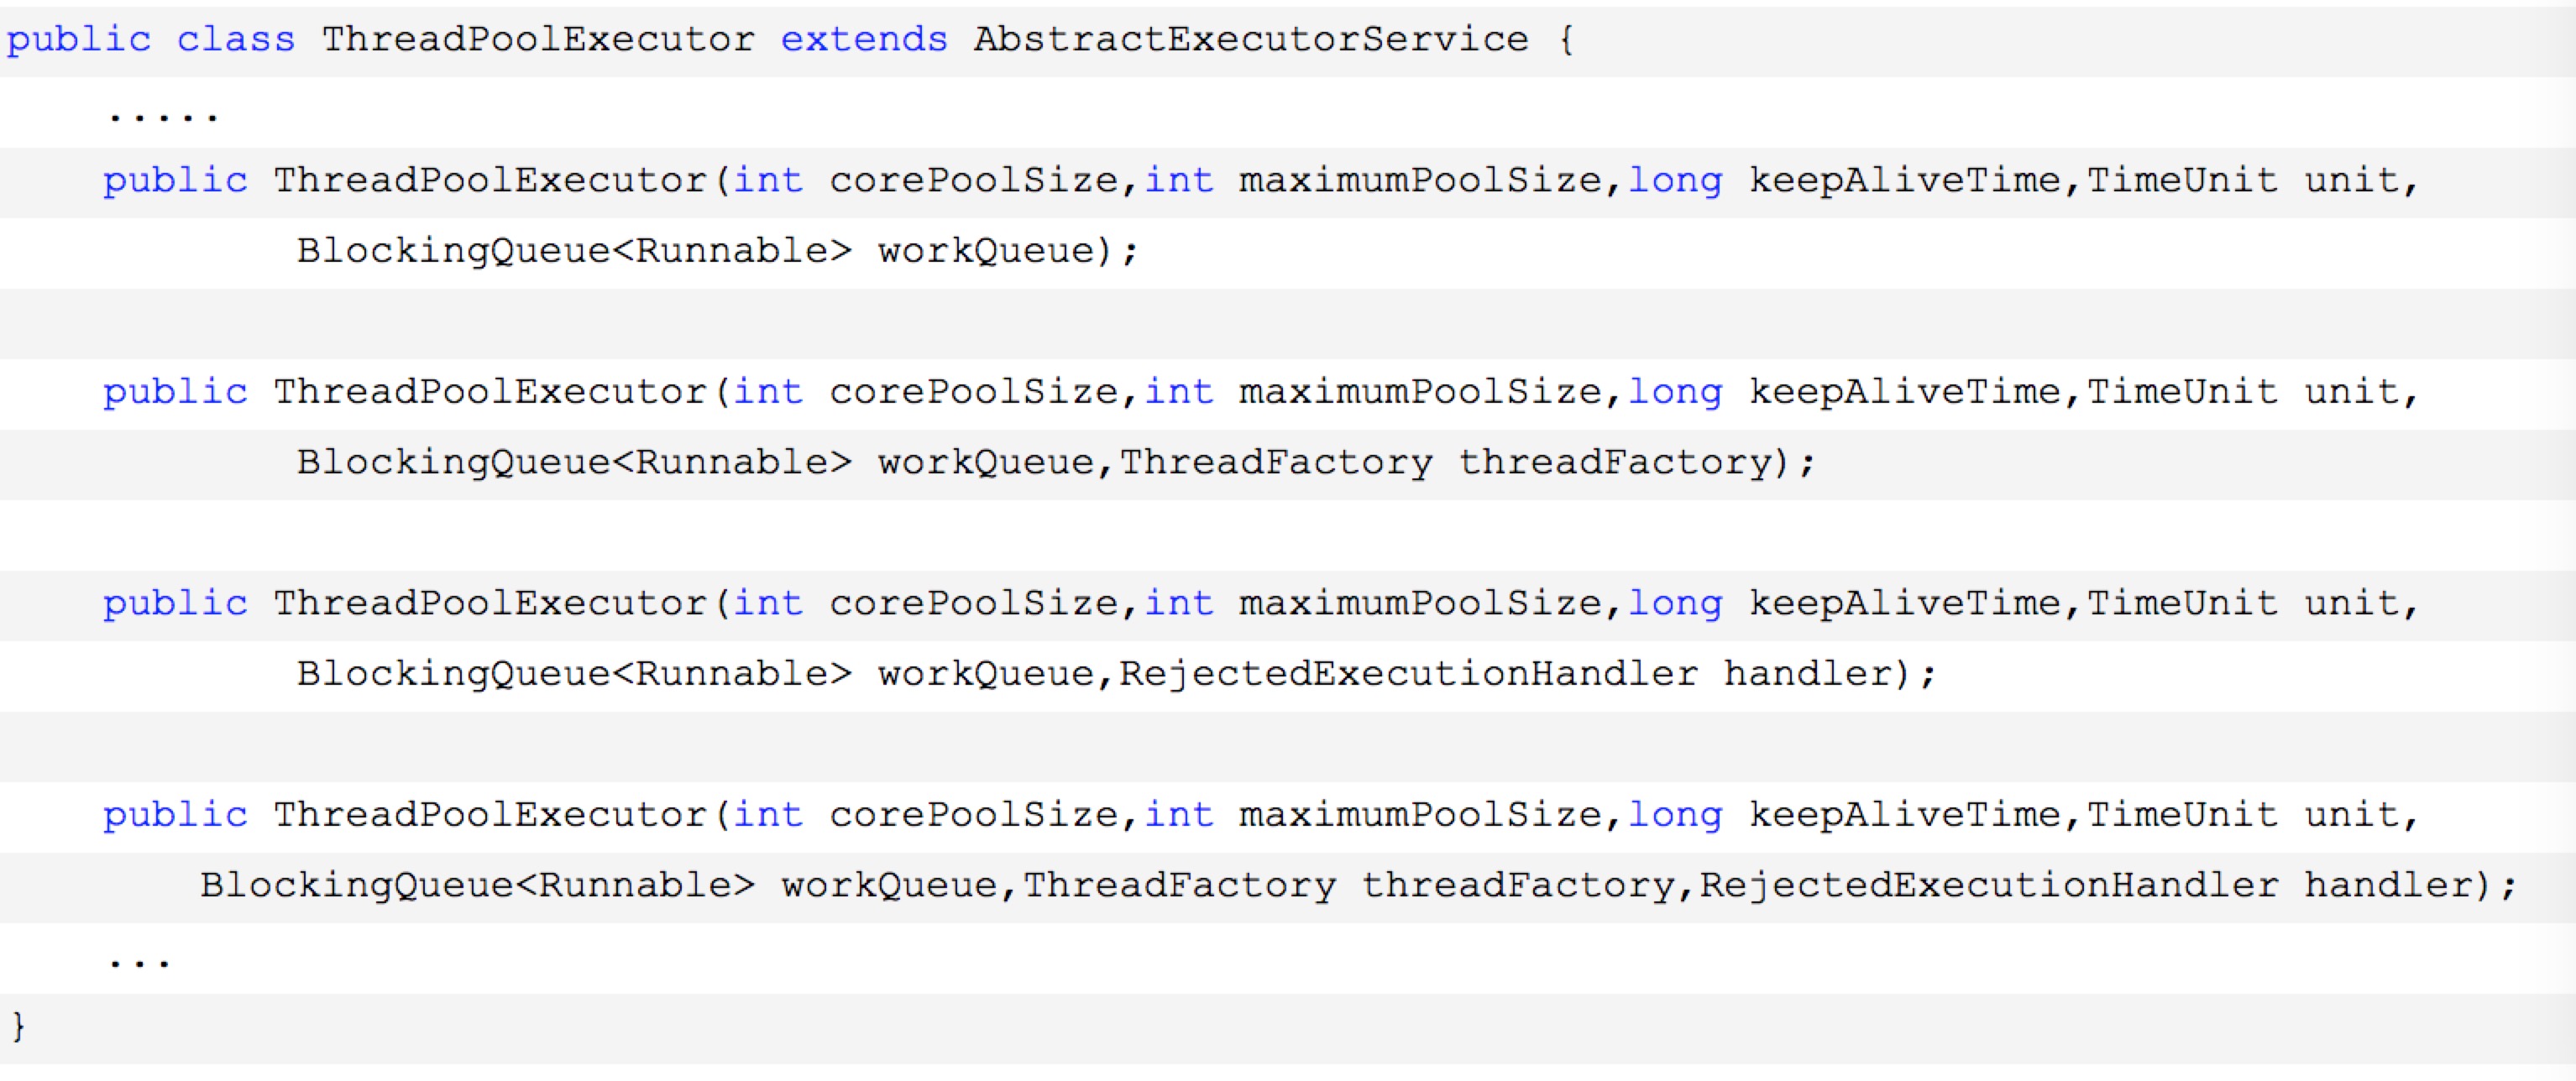 public class ThreadPoolExecutor extends AbstractExecutorService {
.....
public ThreadPoolExecutor(int corePoolSize,int maximumPoolSize,long keepAliveTime,TimeUnit unit,
BlockingQueue<Runnable> workQueue);
public ThreadPoolExecutor(int corePoolSize,int maximumPoolSize,long keepAliveTime,TimeUnit unit,
BlockingQueue<Runnable> workQueue,ThreadFactory threadFactory);
public ThreadPoolExecutor(int corePoolSize,int maximumPoolSize,long keepAliveTime,TimeUnit unit,
BlockingQueue<Runnable> workQueue,RejectedExecutionHandler handler);
public ThreadPoolExecutor(int corePoolSize,int maximumPoolSize,long keepAliveTime,TimeUnit unit,
BlockingQueue<Runnable> workQueue,ThreadFactory threadFactory,RejectedExecutionHandler handler);
...
}